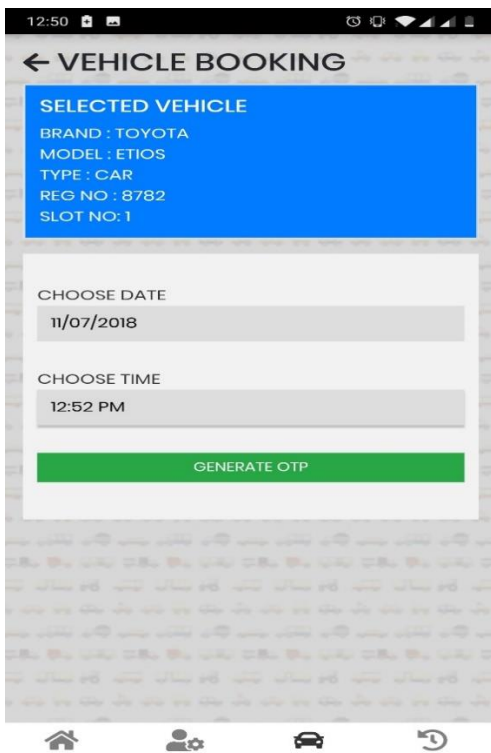 12:50
← VEHICLE BOOKING
SELECTED VEHICLE
BRAND : TOYOTA
MODEL : ETIOS
TYPE : CAR
REG NO : 8782
SLOT NO: 1
CHOOSE DATE
11/07/2018
CHOOSE TIME
12:52 PM
GENERATE OTP